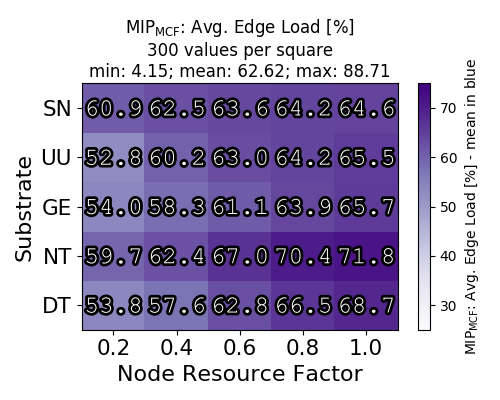 MIP_MCF: Avg. Edge Load [%]
300 values per square
min: 4.15; mean: 62.62; max: 88.71
Substrate
SN 60.9 62.5 63.6 64.2 64.6
UU 52.8 60.2 63.0 64.2 65.5
GE 54.0 58.3 61.1 63.9 65.7
NT 59.7 62.4 67.0 70.4 71.8
DT 53.8 57.6 62.8 66.5 68.7
0.2 0.4 0.6 0.8 1.0
Node Resource Factor
70
60
50
40
30
MIP_MCF: Avg. Edge Load [%] - mean in blue